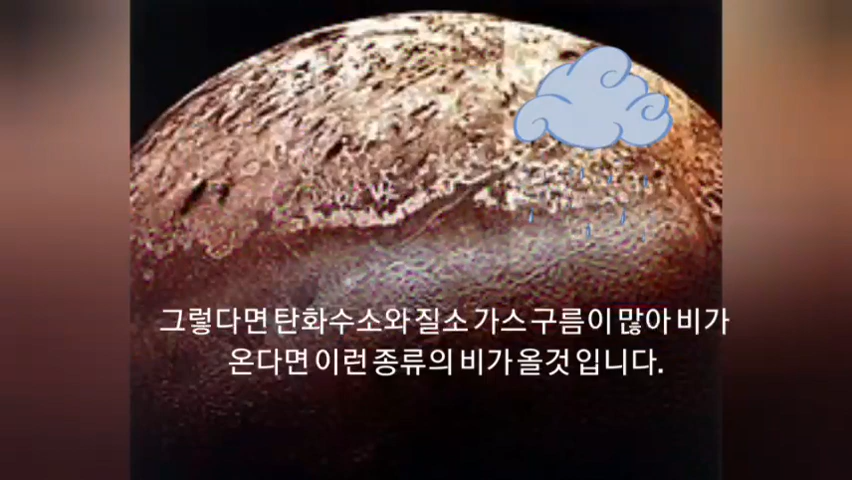 그렇다면 탄화수소와 질소 가스 구름이 많아 비가
온다면 이런 종류의 비가 올것 입니다.